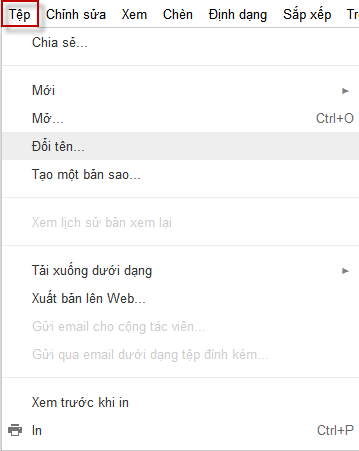 Tệp Chỉnh sửa Xem Chèn Định dạng Sắp xếp
Chia sẻ...
Mới
Mở... Ctrl+O
Đổi tên...
Tạo một bản sao...
Xem lịch sử bản xem lại
Tải xuống dưới dạng
Xuất bản lên Web...
Gửi email cho cộng tác viên...
Gửi qua email dưới dạng tệp đính kèm...
Xem trước khi in
In Ctrl+P